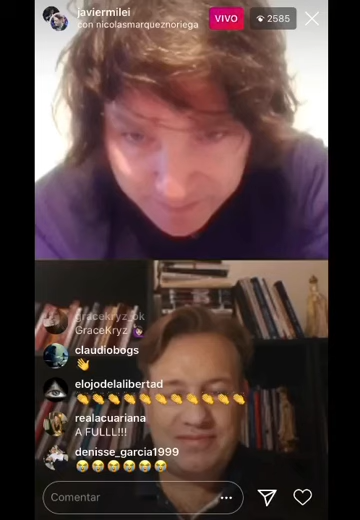 javiermilei
con nicolasmarqueznoriega
VIVO
2585
gracekryz_ok
GraceKryz 💁🏻‍♀️
claudiobogs
👋
elojodelalibertad
👏👏👏👏👏👏👏👏👏👏👏
realacuariana
A FULLL!!!
denisse_garcia1999
😭😭😭😭😭😭
Comentar